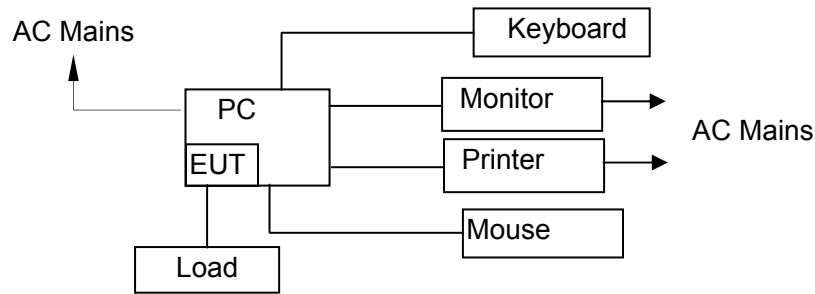 Keyboard
AC Mains
PC
Monitor
AC Mains
EUT
Printer
Mouse
Load